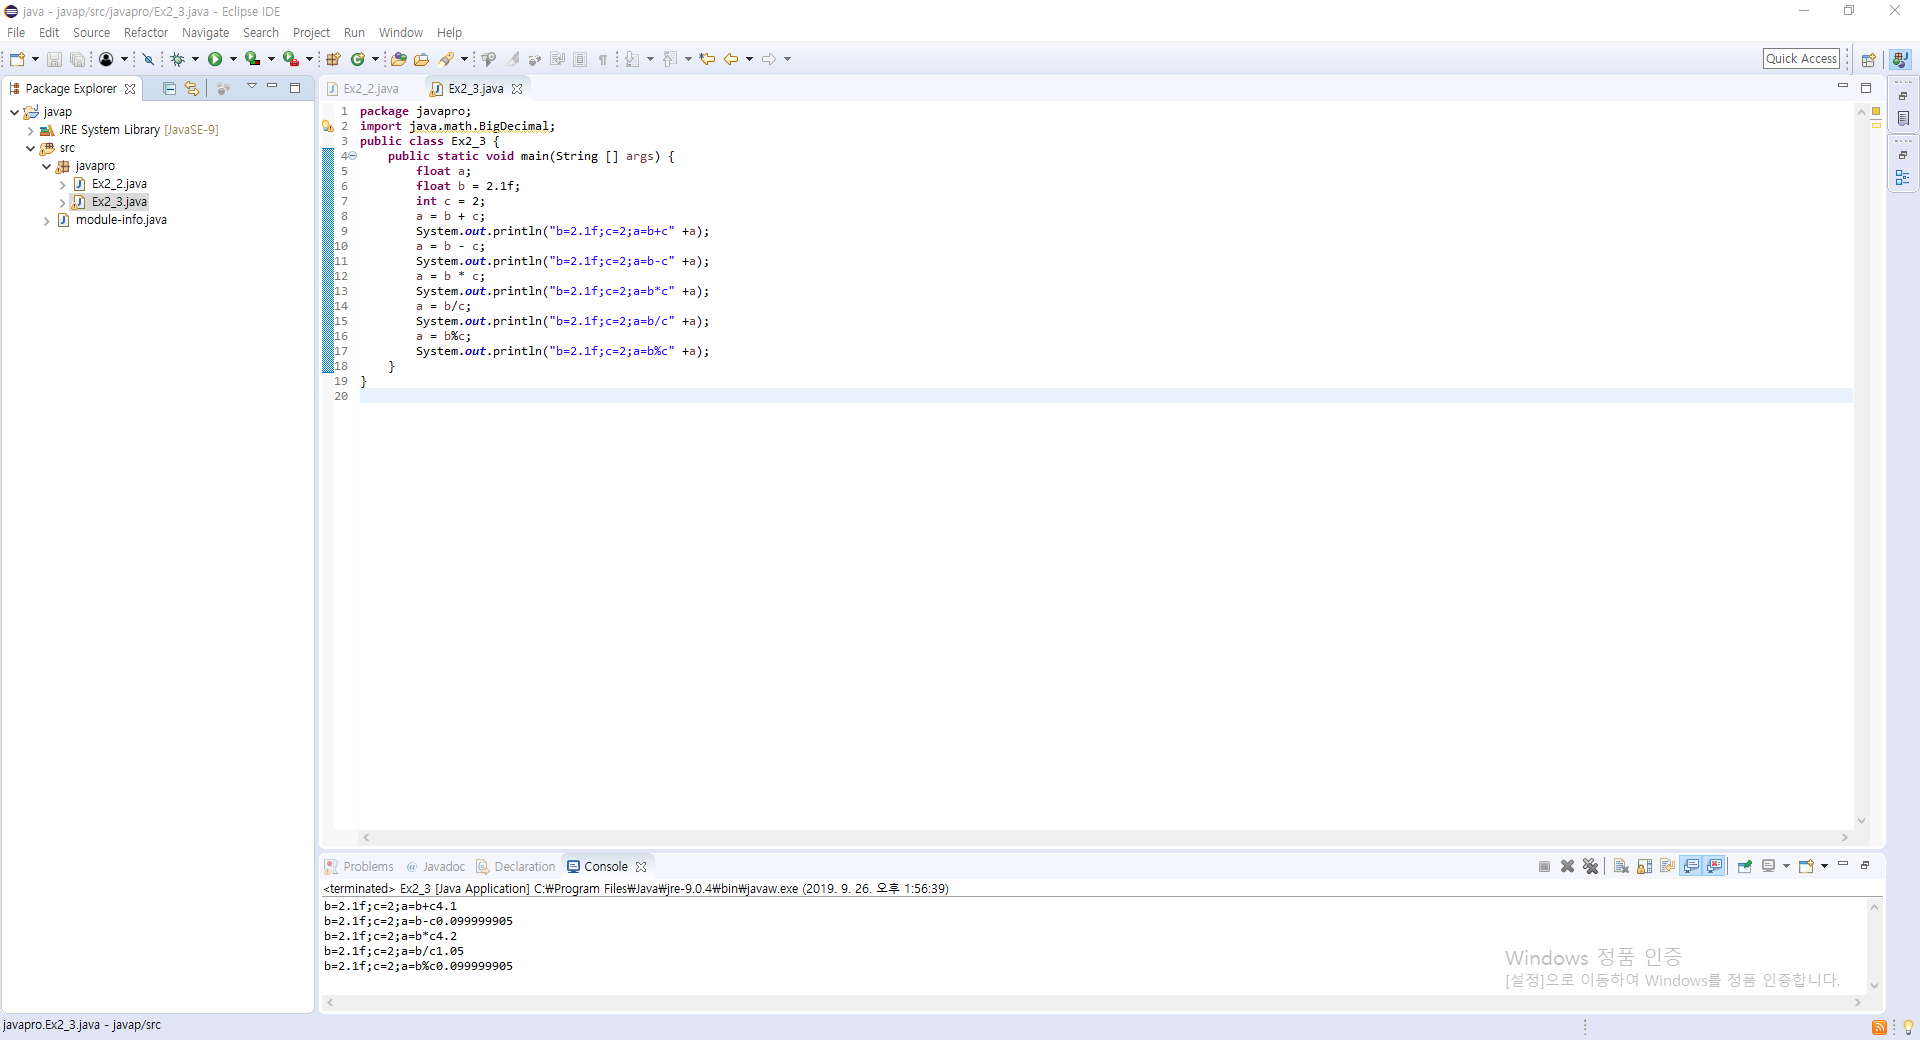 java - javap/src/javapro/Ex2_3.java - Eclipse IDE
File Edit Source Refactor Navigate Search Project Run Window Help
Quick Access
Package Explorer
javap
JRE System Library [JavaSE-9]
src
javapro
Ex2_2.java
Ex2_3.java
module-info.java
Ex2_2.java Ex2_3.java
1 package javapro;
2 import java.math.BigDecimal;
3 public class Ex2_3 {
4 public static void main(String [] args) {
5 float a;
6 float b = 2.1f;
7 int c = 2;
8 a = b + c;
9 System.out.println("b=2.1f;c=2;a=b+c" +a);
10 a = b - c;
11 System.out.println("b=2.1f;c=2;a=b-c" +a);
12 a = b * c;
13 System.out.println("b=2.1f;c=2;a=b*c" +a);
14 a = b/c;
15 System.out.println("b=2.1f;c=2;a=b/c" +a);
16 a = b%c;
17 System.out.println("b=2.1f;c=2;a=b%c" +a);
18 }
19 }
20
Problems @ Javadoc Declaration Console
<terminated> Ex2_3 [Java Application] C:₩Program Files₩Java₩jre-9.0.4₩bin₩javaw.exe (2019. 9. 26. 오후 1:56:39)
b=2.1f;c=2;a=b+c4.1
b=2.1f;c=2;a=b-c0.099999905
b=2.1f;c=2;a=b*c4.2
b=2.1f;c=2;a=b/c1.05
b=2.1f;c=2;a=b%c0.099999905
Windows 정품 인증
[설정]으로 이동하여 Windows를 정품 인증합니다.
javapro.Ex2_3.java - javap/src